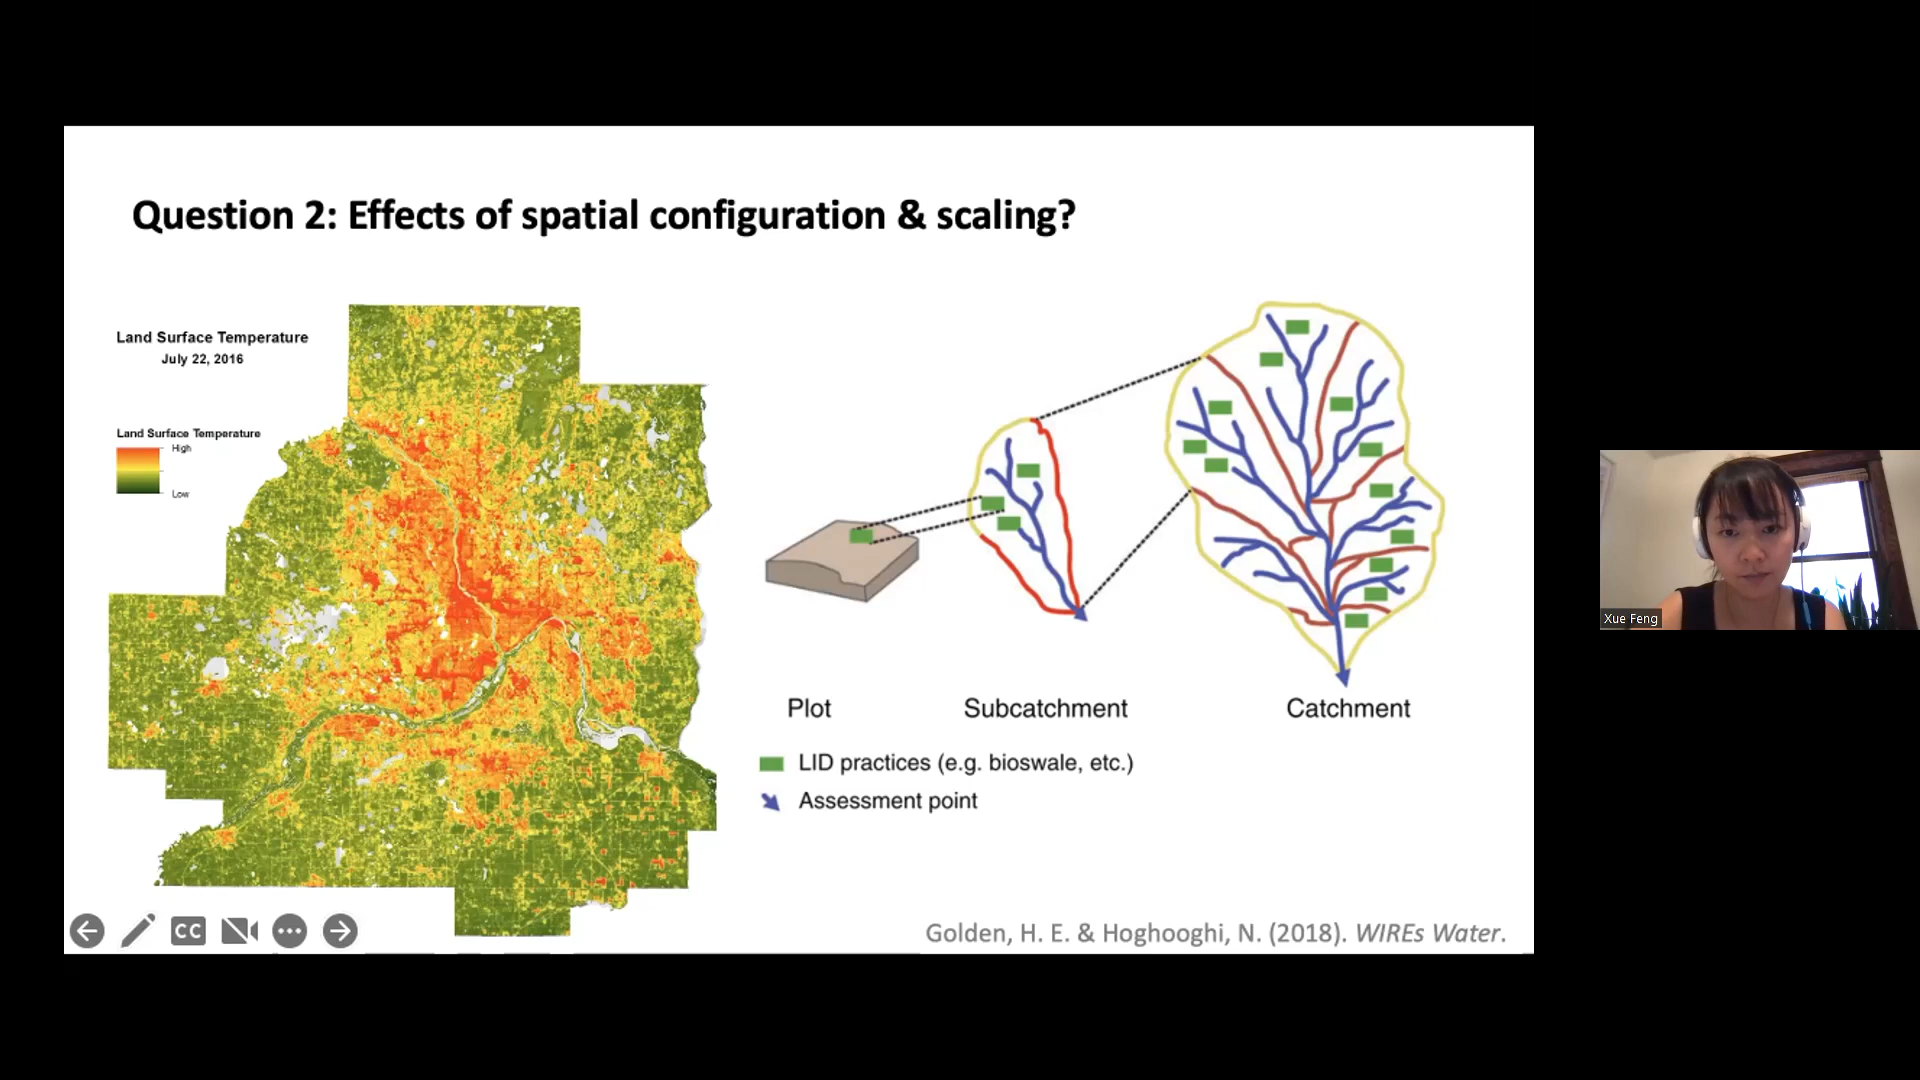 Question 2: Effects of spatial configuration & scaling?
Land Surface Temperature
July 22, 2016
Land Surface Temperature
High
Low
Plot
Subcatchment
Catchment
LID practices (e.g. bioswale, etc.)
Assessment point
CC
Golden, H. E. & Hoghooghi, N. (2018). WIREs Water.
Xue Feng